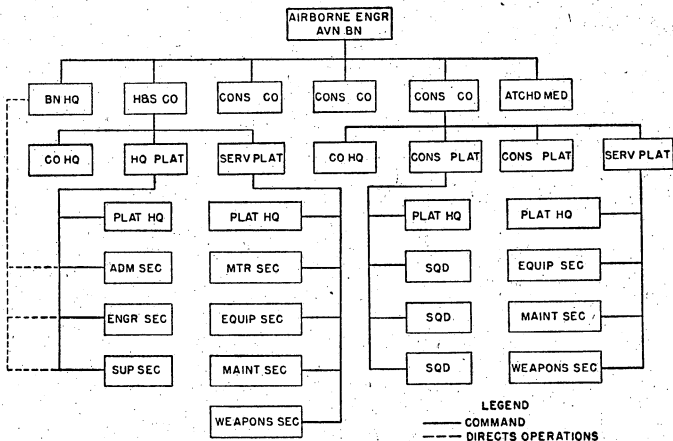 AIRBORNE ENGR
AVN BN
BN HQ
H&S CO
CONS CO
CONS CO
CONS CO
ATCHD MED
CO HQ
HQ PLAT
SERV PLAT
CO HQ
CONS PLAT
CONS PLAT
SERV PLAT
PLAT HQ
PLAT HQ
PLAT HQ
PLAT HQ
ADM SEC
MTR SEC
SQD
EQUIP SEC
ENGR SEC
EQUIP SEC
SQD
MAINT SEC
SUP SEC
MAINT SEC
SQD
WEAPONS SEC
WEAPONS SEC
LEGEND
COMMAND
DIRECTS OPERATIONS